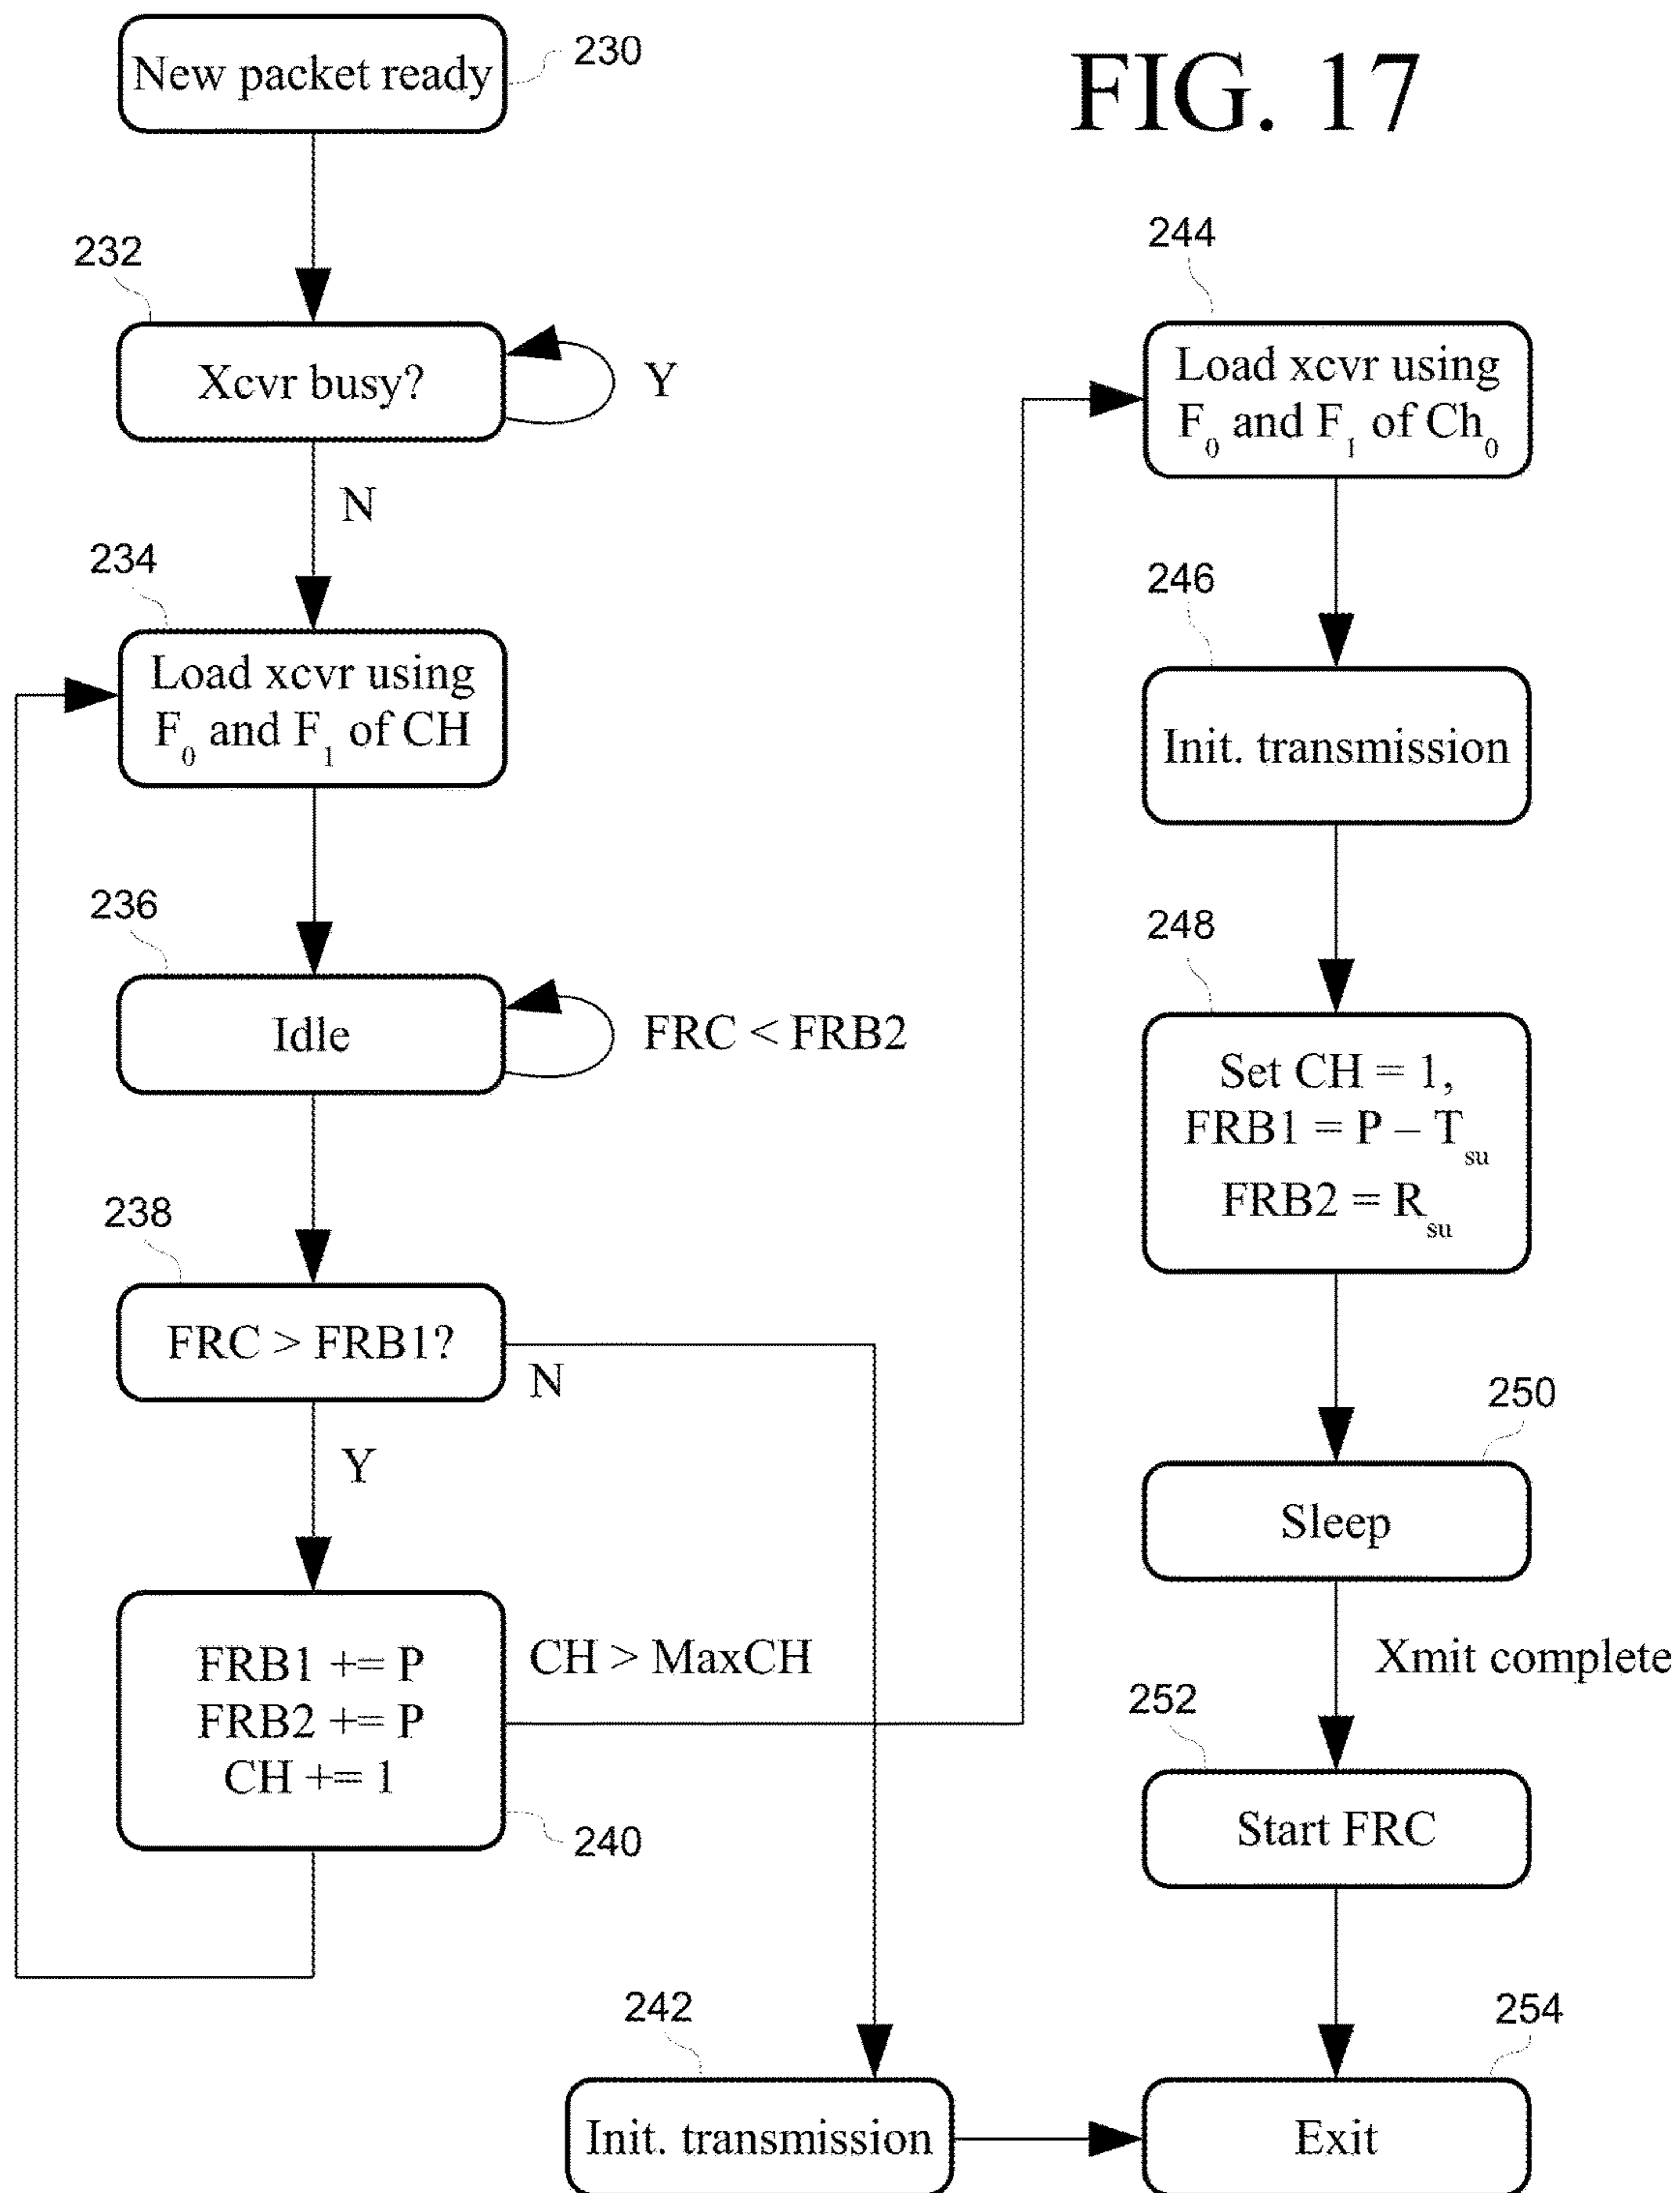 FIG. 17
New packet ready
230
232
Xcvr busy?
Y
N
234
Load xcvr using
F₀ and F₁ of CH
236
Idle
FRC < FRB2
238
FRC > FRB1?
N
Y
FRB1 += P
FRB2 += P
CH += 1
CH > MaxCH
240
242
Init. transmission
244
Load xcvr using
F₀ and F₁ of Ch₀
246
Init. transmission
248
Set CH = 1,
FRB1 = P – Tsu
FRB2 = Rsu
250
Sleep
Xmit complete
252
Start FRC
254
Exit